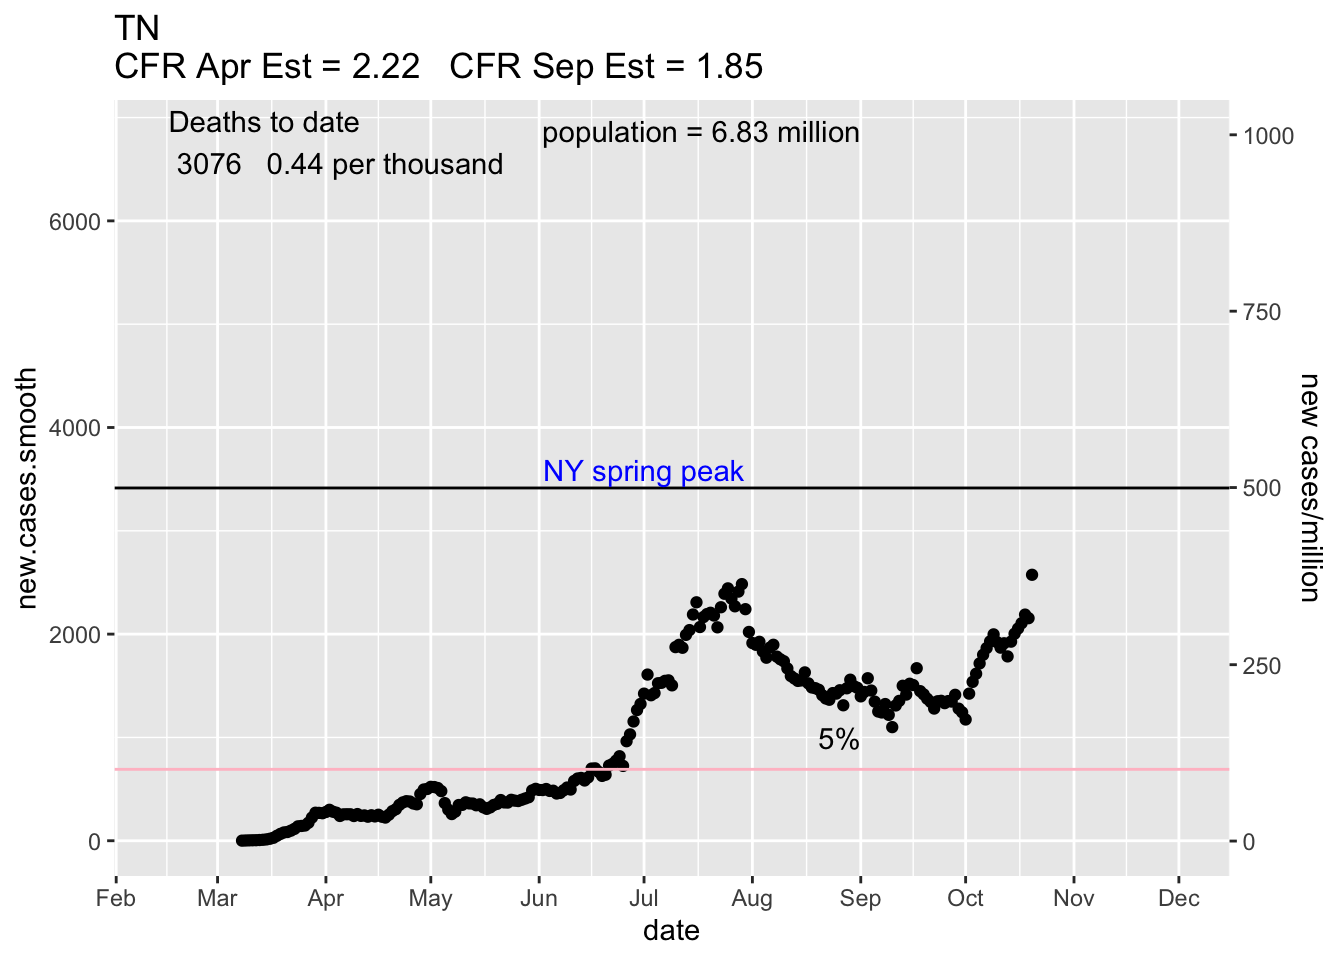 TN
CFR Apr Est = 2.22   CFR Sep Est = 1.85
Deaths to date
3076   0.44 per thousand
population = 6.83 million
NY spring peak
5%
new.cases.smooth
6000
4000
2000
0
new cases/million
1000
750
500
250
0
Feb Mar Apr May Jun Jul Aug Sep Oct Nov Dec
date